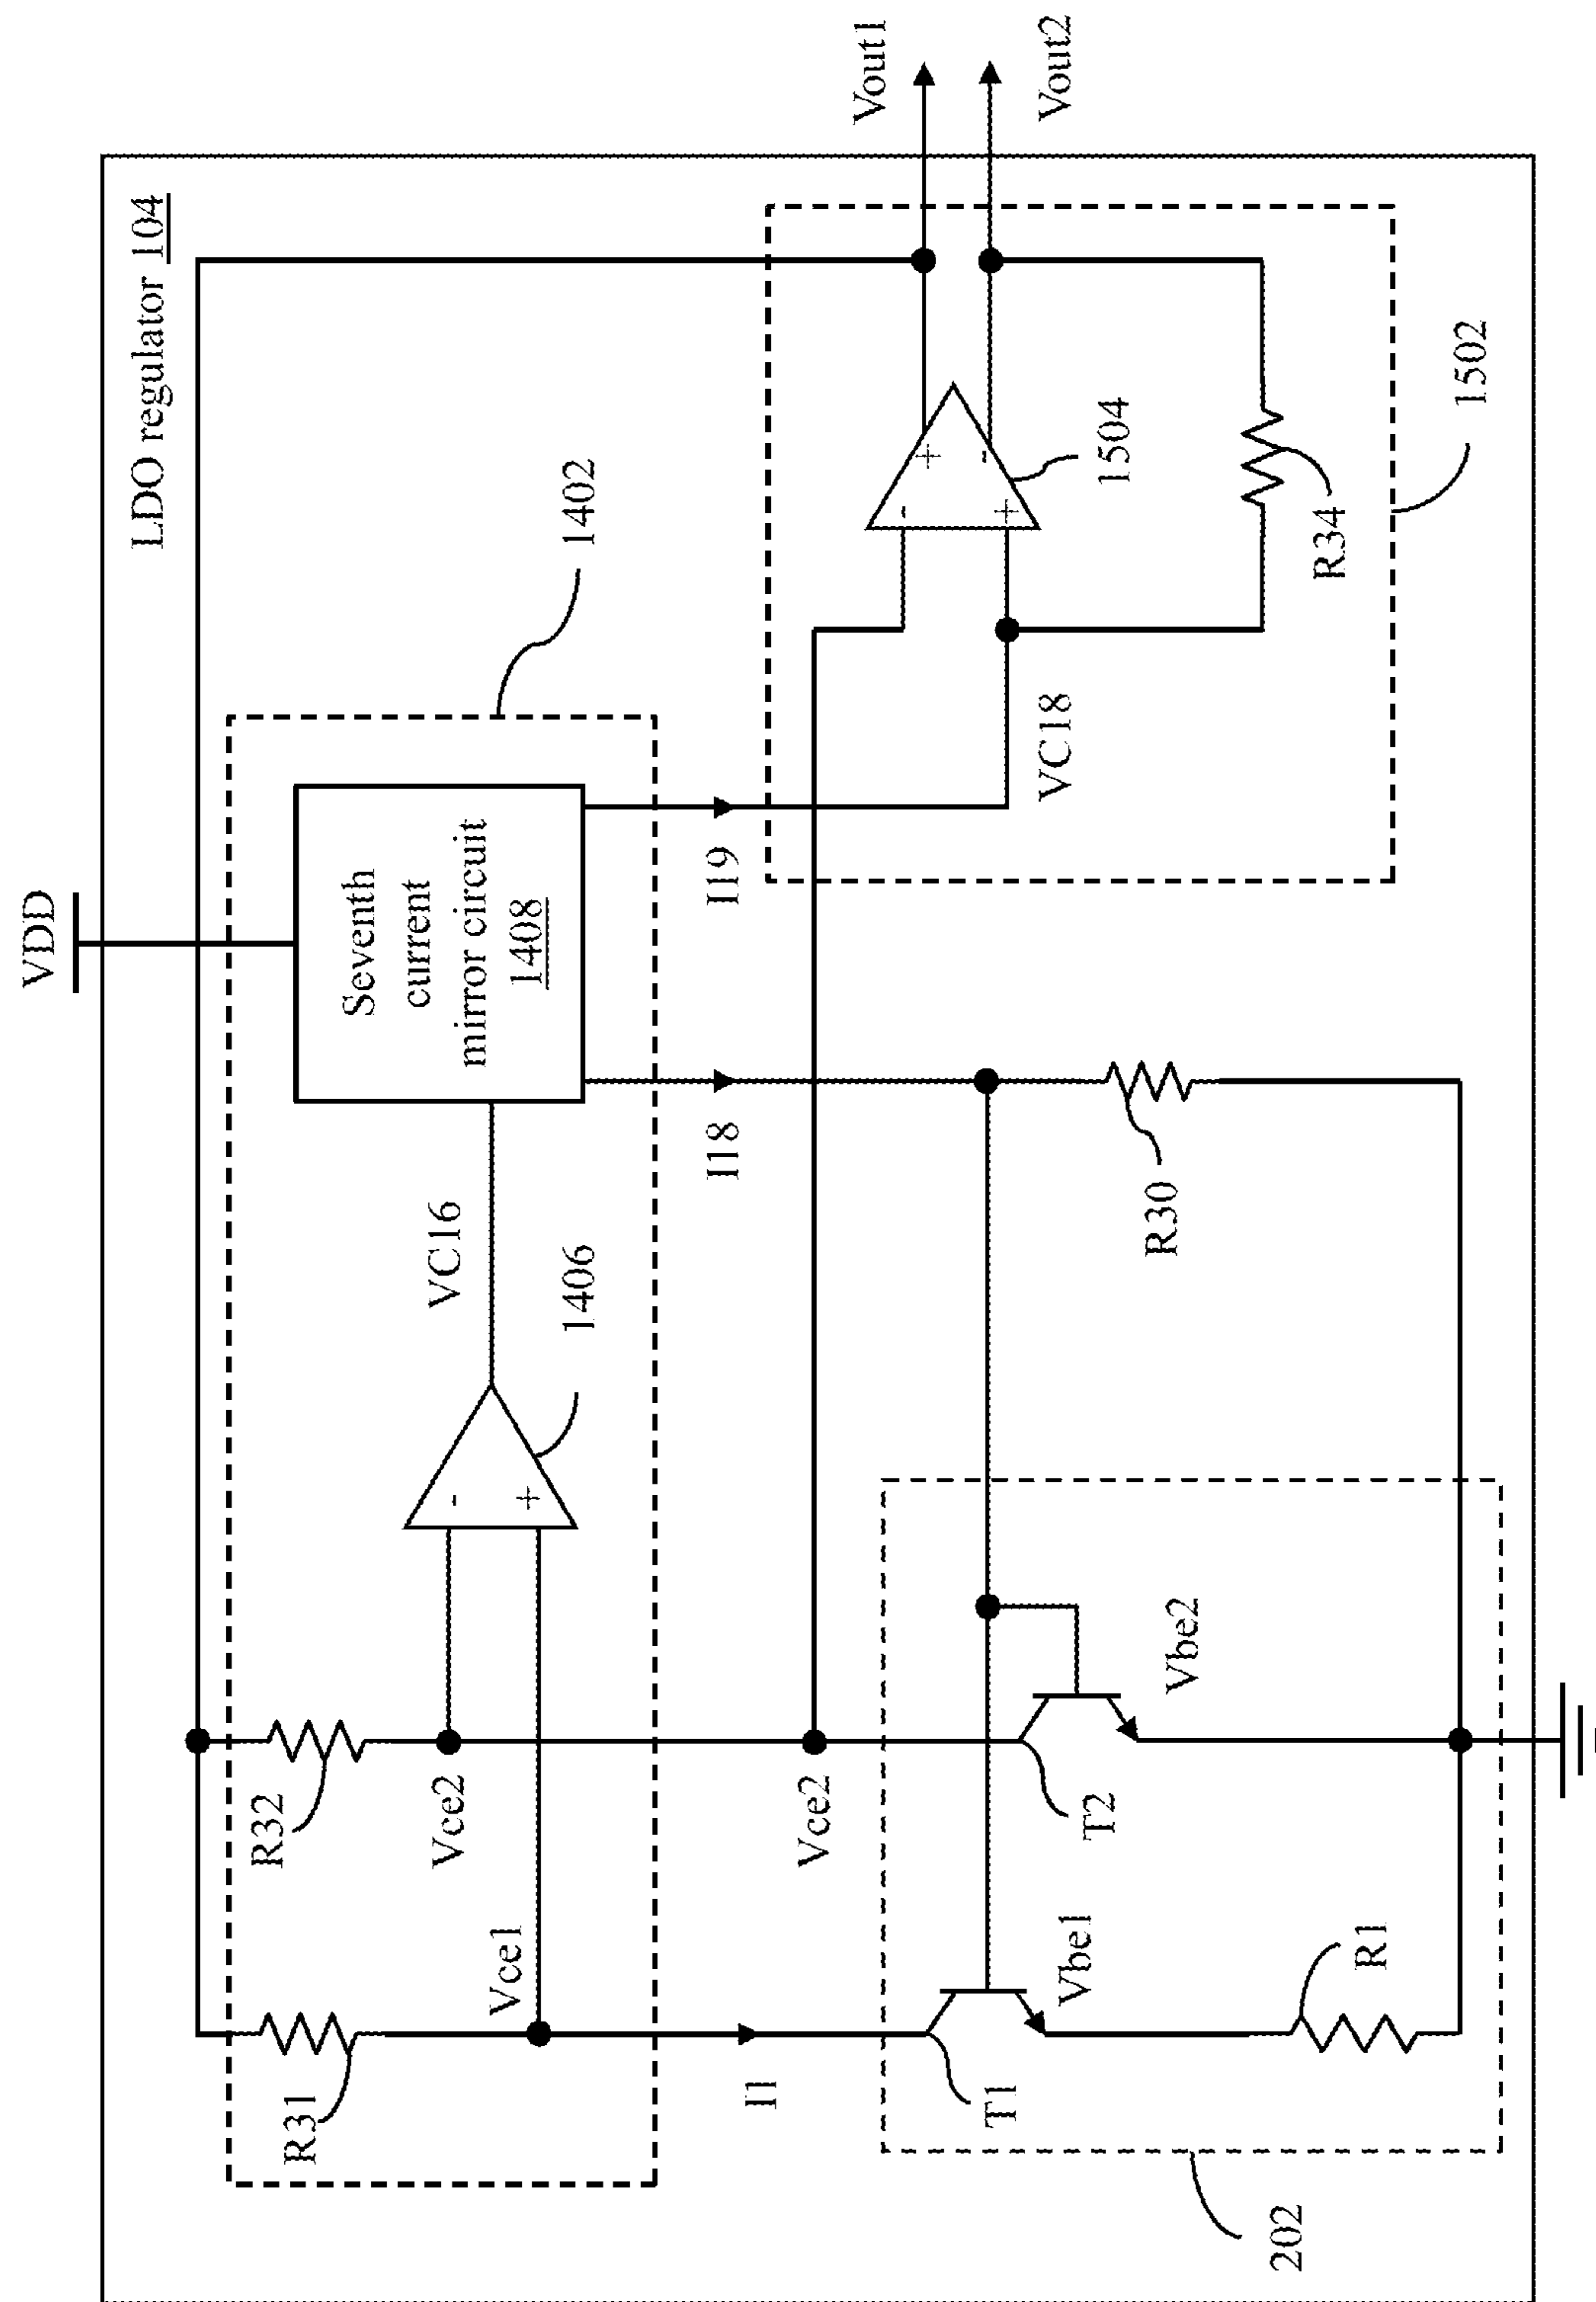 VDD
LDO regulator 104
Vout1
Vout2
1402
R31
R32
Vce1
Vce2
-
+
1406
VC16
Seventh
current
mirror circuit
1408
I1
I18
I19
Vce2
VC18
-
+
+
-
1504
R34
1502
T1
Vbe1
R1
T2
Vbe2
R30
202